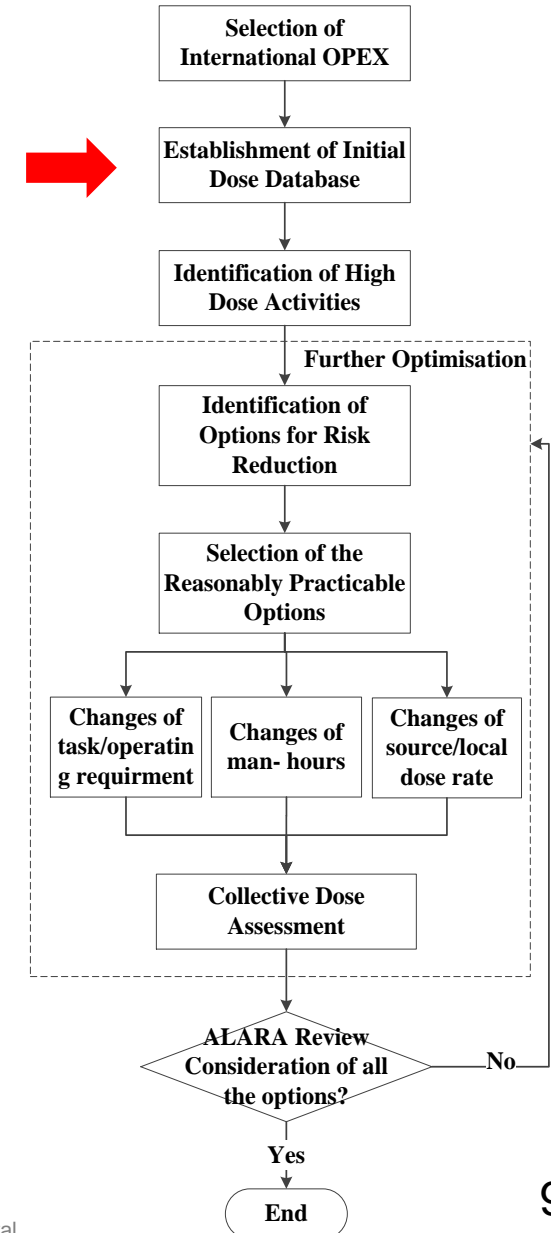 Selection of
International OPEX
Establishment of Initial
Dose Database
Identification of High
Dose Activities
Further Optimisation
Identification of
Options for Risk
Reduction
Selection of the
Reasonably Practicable
Options
Changes of
task/operatin
g requirment
Changes of
man- hours
Changes of
source/local
dose rate
Collective Dose
Assessment
ALARA Review
Consideration of all
the options?
No
Yes
End
9
al